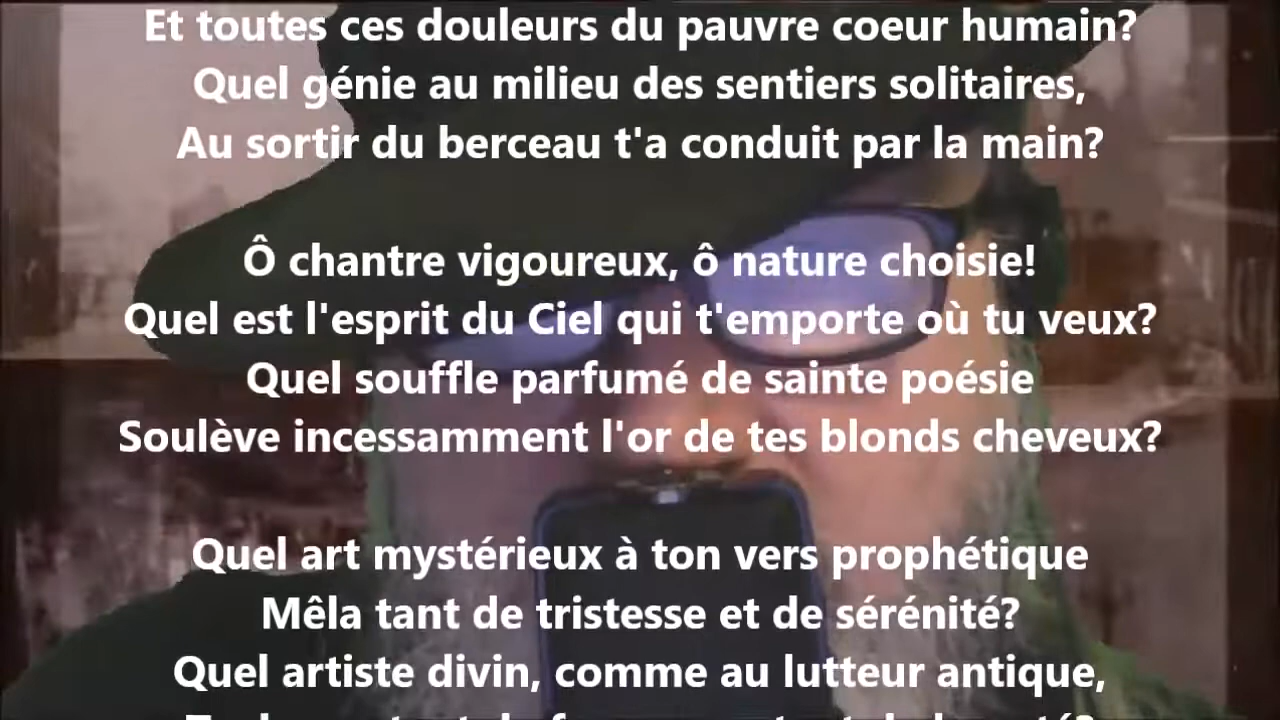 Et toutes ces douleurs du pauvre coeur humain?
Quel génie au milieu des sentiers solitaires,
Au sortir du berceau t'a conduit par la main?
Ô chantre vigoureux, ô nature choisie!
Quel est l'esprit du Ciel qui t'emporte où tu veux?
Quel souffle parfumé de sainte poésie
Soulève incessamment l'or de tes blonds cheveux?
Quel art mystérieux à ton vers prophétique
Mêla tant de tristesse et de sérénité?
Quel artiste divin, comme au lutteur antique,